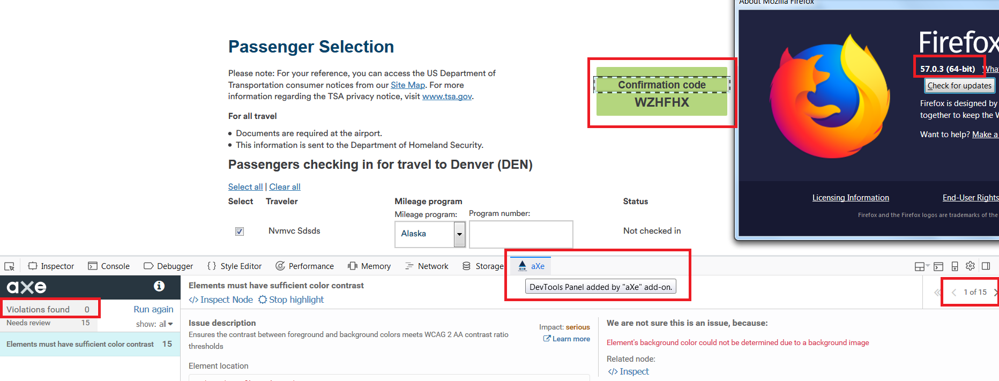 About Mozilla Firefox
Passenger Selection
Please note: For your reference, you can access the US Department of
Transportation consumer notices from our Site Map. For more
information regarding the TSA privacy notice, visit www.tsa.gov.
For all travel
• Documents are required at the airport.
• This information is sent to the Department of Homeland Security.
Confirmation code
WZHFHX
Firefox
57.0.3 (64-bit) What
Check for updates
Firefox is designed by
together to keep the W
Want to help? Make a
Licensing Information End-User Rights
Firefox and the Firefox logos are trademarks of the
Passengers checking in for travel to Denver (DEN)
Select all | Clear all
Select Traveler Mileage program Status
Mileage program: Program number:
Nvmvc Sdsds Alaska Not checked in
Inspector Console Debugger {} Style Editor Performance Memory Network Storage aXe
DevTools Panel added by "aXe" add-on.
axe
Violations found 0 Run again
Needs review 15 show: all
Elements must have sufficient color contrast 15
Elements must have sufficient color contrast
</> Inspect Node Stop highlight
1 of 15
Issue description
Ensures the contrast between foreground and background colors meets WCAG 2 AA contrast ratio
thresholds
Impact: serious
Learn more
Element location
We are not sure this is an issue, because:
Element's background color could not be determined due to a background image
Related node:
</> Inspect